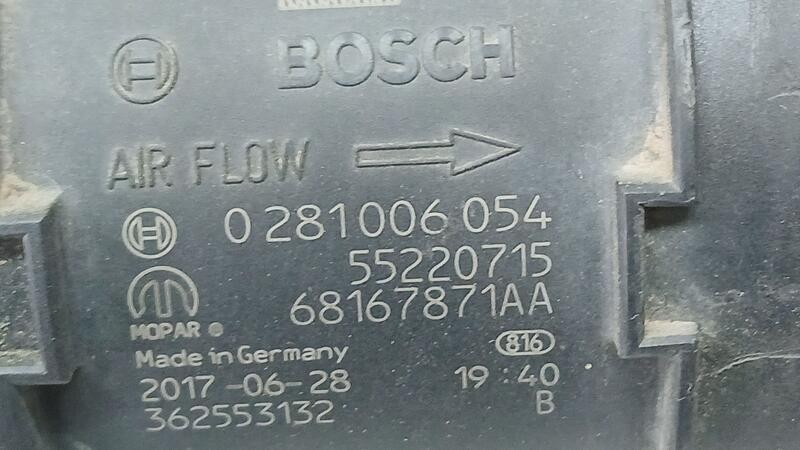 BOSCH
AIR FLOW
0 281 006 054
55220715
68167871AA
MOPAR ®
Made in Germany
816
2017-06-28 19:40
362553132 B